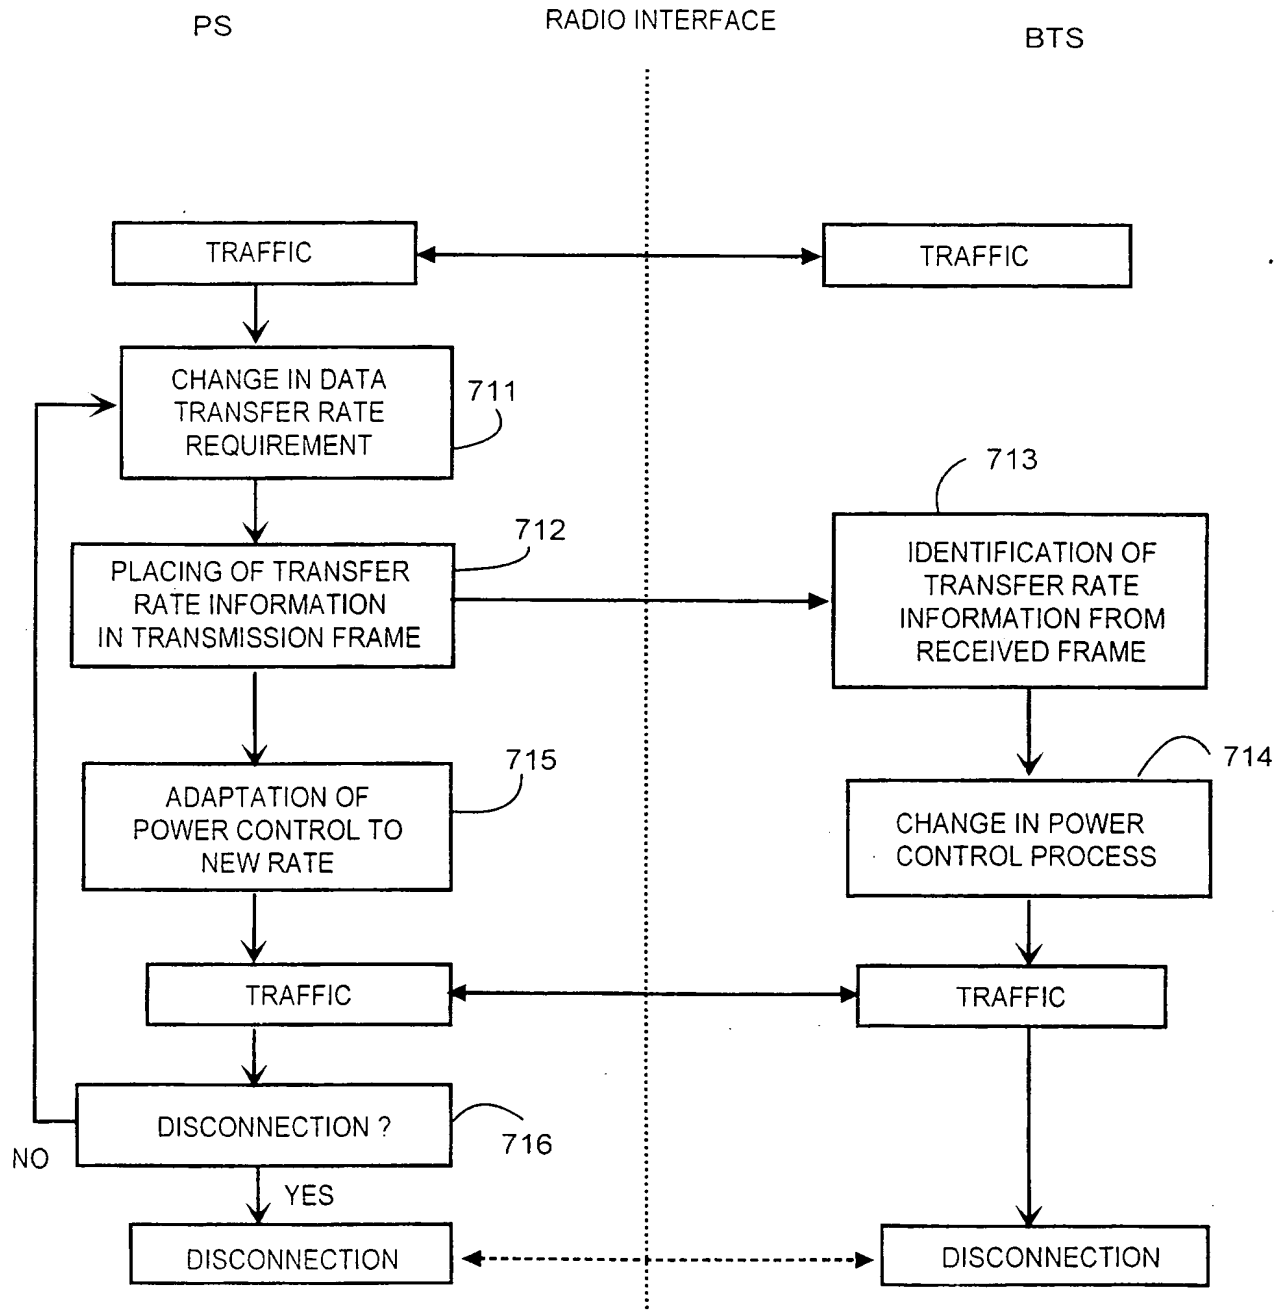 PS
RADIO INTERFACE
BTS
TRAFFIC
TRAFFIC
CHANGE IN DATA
TRANSFER RATE
REQUIREMENT
711
713
712
PLACING OF TRANSFER
RATE INFORMATION
IN TRANSMISSION FRAME
IDENTIFICATION OF
TRANSFER RATE
INFORMATION FROM
RECEIVED FRAME
715
714
ADAPTATION OF
POWER CONTROL TO
NEW RATE
CHANGE IN POWER
CONTROL PROCESS
TRAFFIC
TRAFFIC
DISCONNECTION ?
716
NO
YES
DISCONNECTION
DISCONNECTION